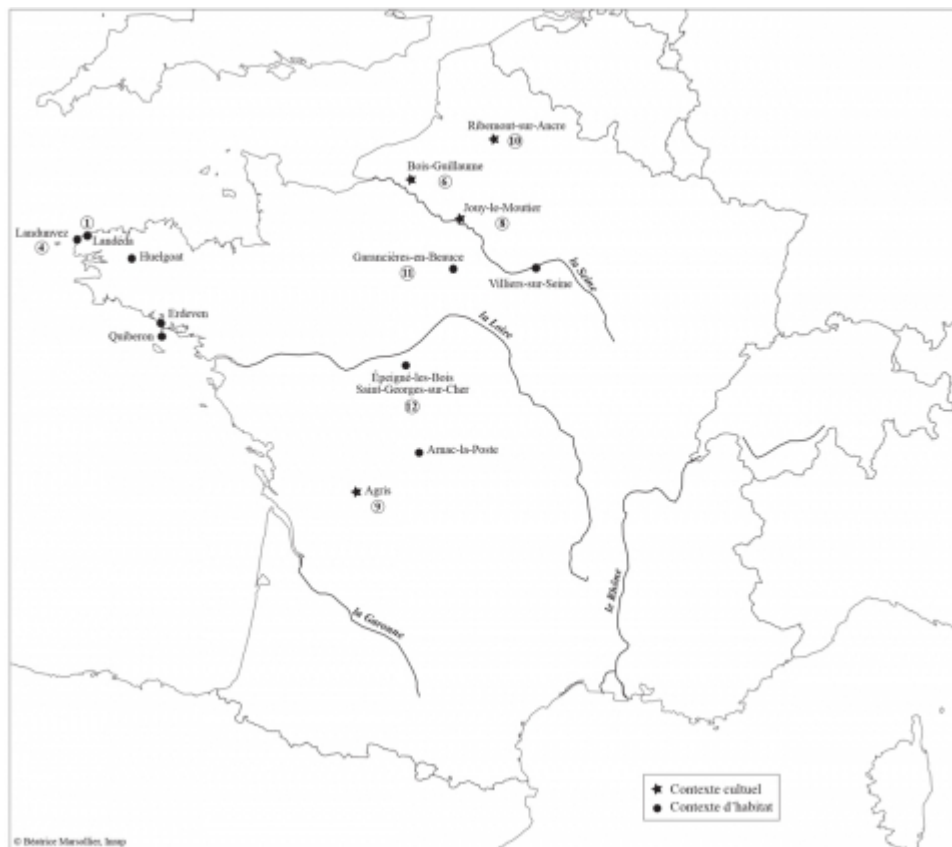 Ribemont-sur-Ancre
10
Bois-Guillaume
6
Jouy-le-Moutier
8
1
Landunvez
4
Landéda
Huelgoat
Garancières-en-Beauce
11
Villiers-sur-Seine
la Seine
Erdeven
Quiberon
la Loire
Épeigné-les-Bois
Saint-Georges-sur-Cher
12
Arnac-la-Poste
Agris
9
le Rhône
la Garonne
Contexte cultuel
Contexte d'habitat
© Béatrice Marsollier, Inrap